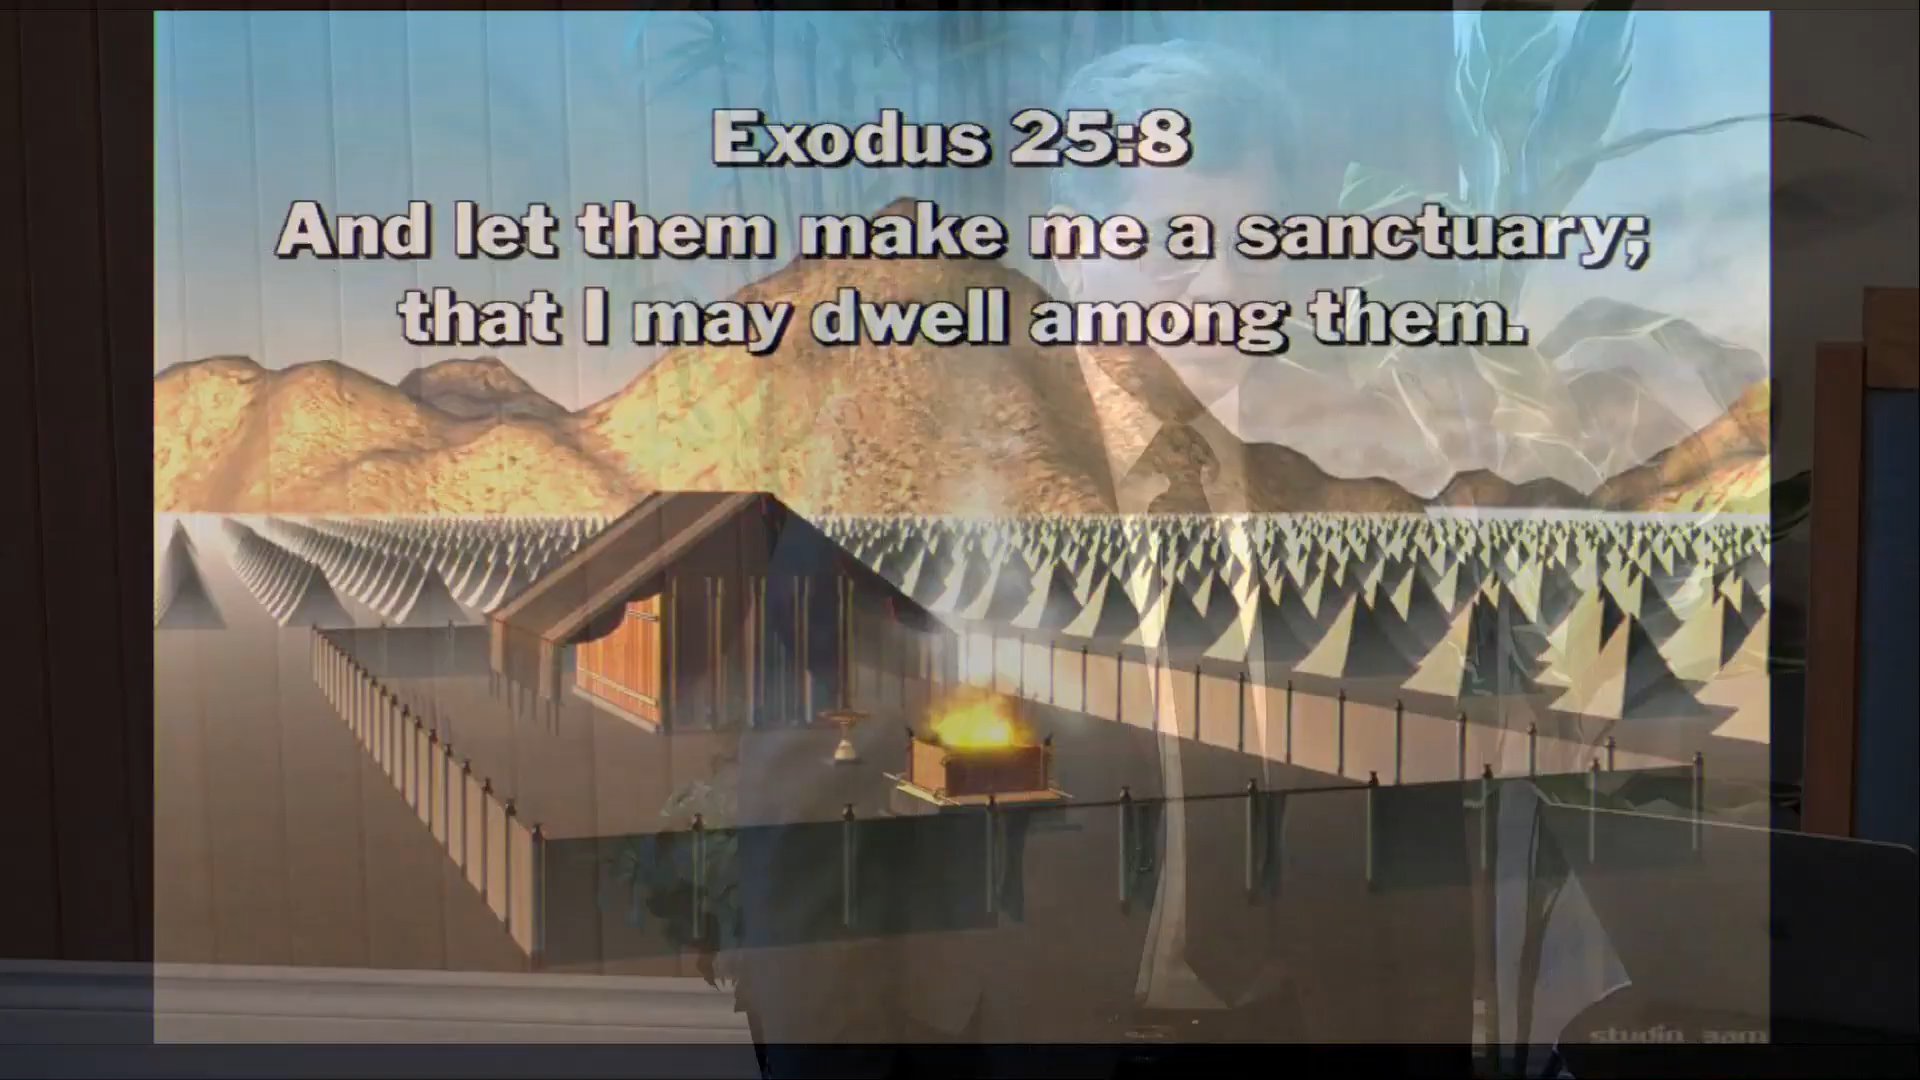 Exodus 25:8
And let them make me a sanctuary;
that I may dwell among them.